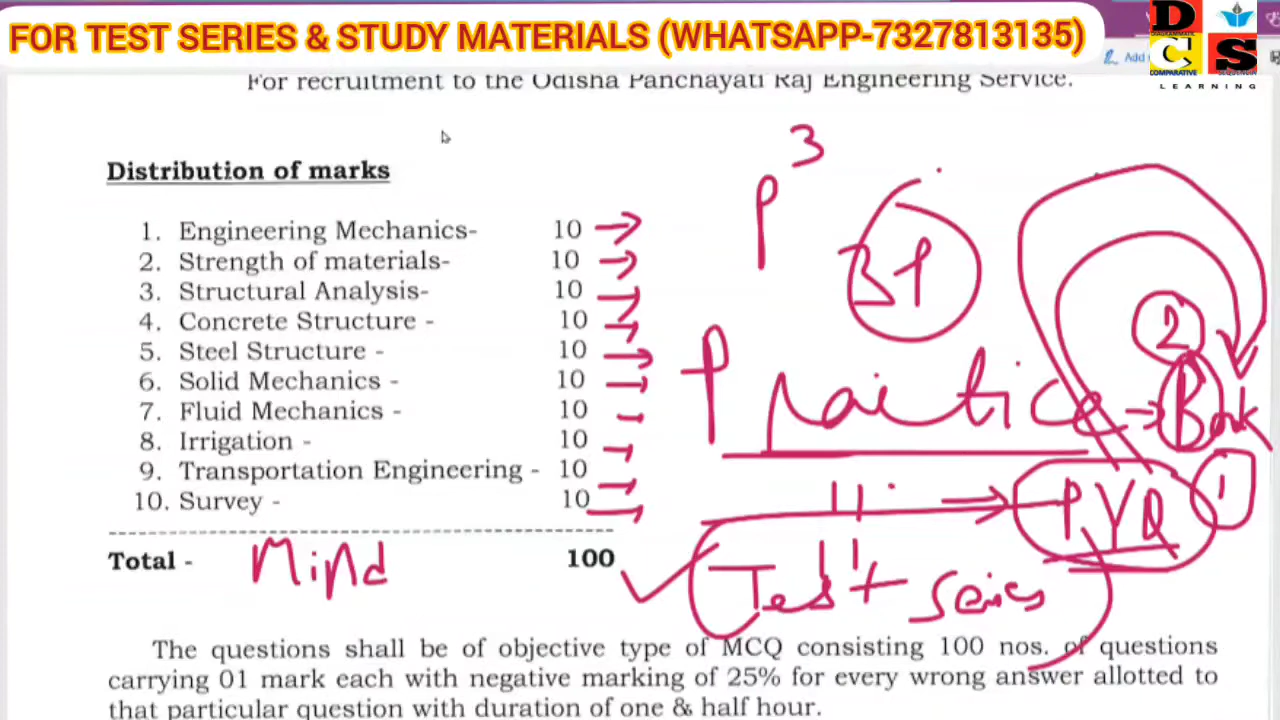 FOR TEST SERIES & STUDY MATERIALS (WHATSAPP-7327813135)
D
DIAGRAMMATIC
C S
COMPARATIVE
LEARNING
Add
For recruitment to the Odisha Panchayati Raj Engineering Service.
Distribution of marks
1. Engineering Mechanics- 10
2. Strength of materials- 10
3. Structural Analysis- 10
4. Concrete Structure - 10
5. Steel Structure - 10
6. Solid Mechanics - 10
7. Fluid Mechanics - 10
8. Irrigation - 10
9. Transportation Engineering - 10
10. Survey - 10
Total - 100
P 3
3P
Practice → Book
2
PYQ
1
Mind
Test Series
The questions shall be of objective type of MCQ consisting 100 nos. of questions
carrying 01 mark each with negative marking of 25% for every wrong answer allotted to
that particular question with duration of one & half hour.